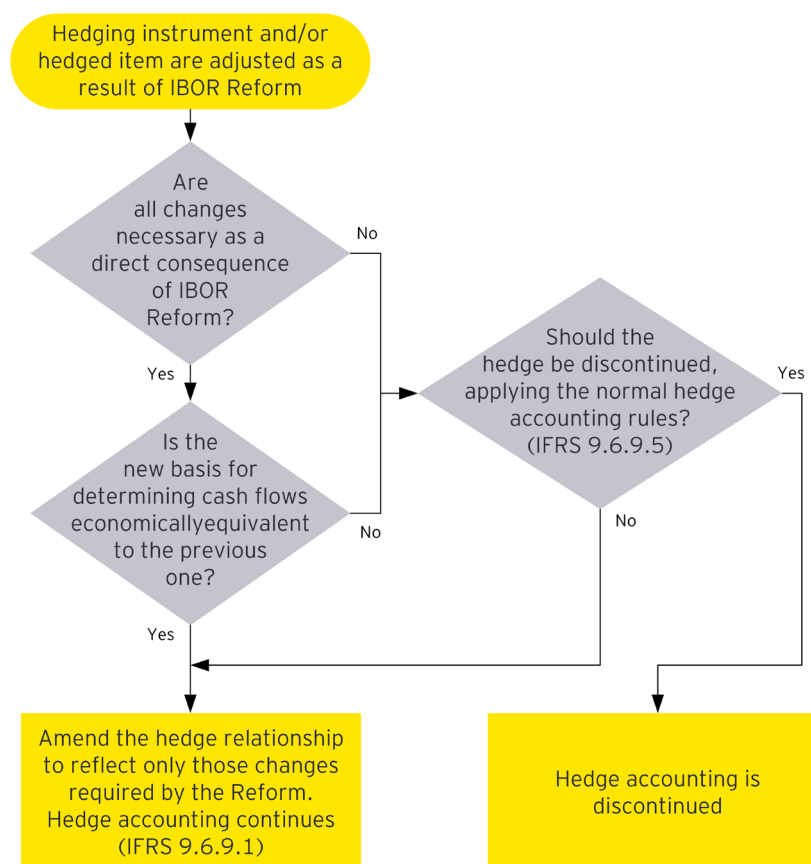 Hedging instrument and/or
hedged item are adjusted as a
result of IBOR Reform
Are
all changes
necessary as a
direct consequence
of IBOR
Reform?
No
Yes
Should the
hedge be discontinued,
applying the normal hedge
accounting rules?
(IFRS 9.6.9.5)
Yes
No
Is the
new basis for
determining cash flows
economicallyequivalent
to the previous
one?
No
Yes
Amend the hedge relationship
to reflect only those changes
required by the Reform.
Hedge accounting continues
(IFRS 9.6.9.1)
Hedge accounting is
discontinued